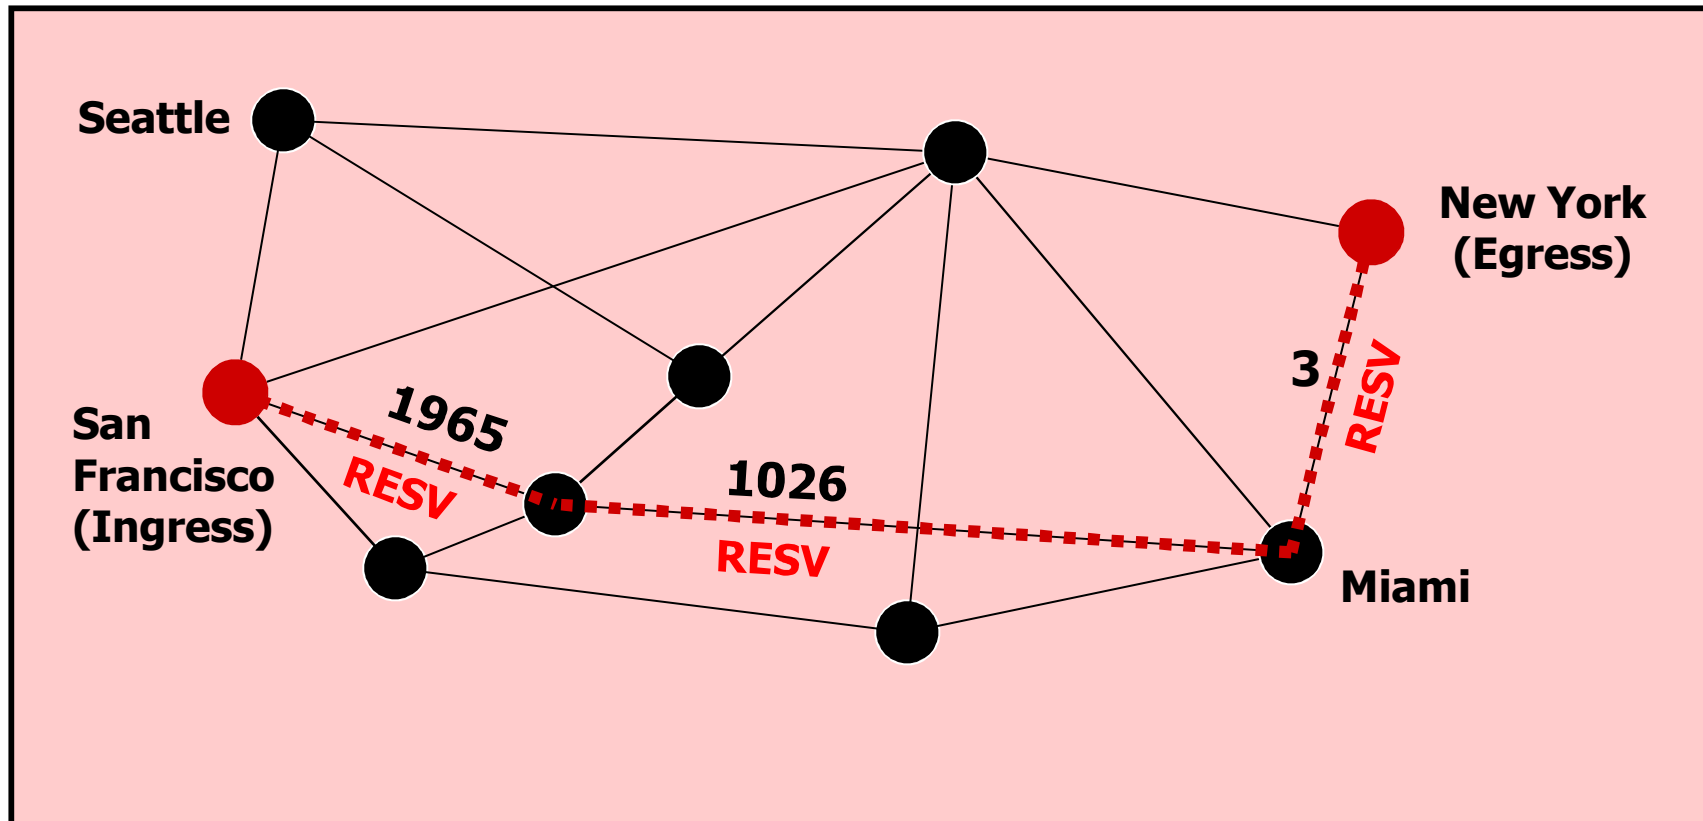 Seattle
New York
(Egress)
3
RESV
1965
San
Francisco
(Ingress)
RESV
1026
RESV
Miami